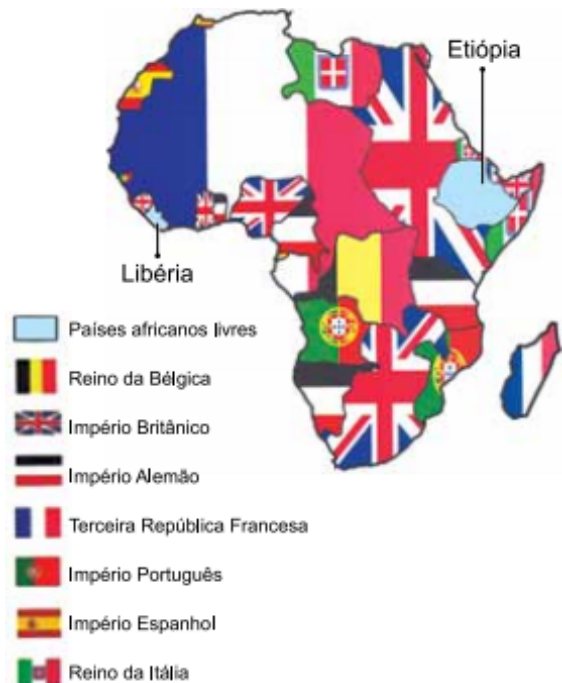 Etiópia
Libéria
Países africanos livres
Reino da Bélgica
Império Britânico
Império Alemão
Terceira República Francesa
Império Português
Império Espanhol
Reino da Itália